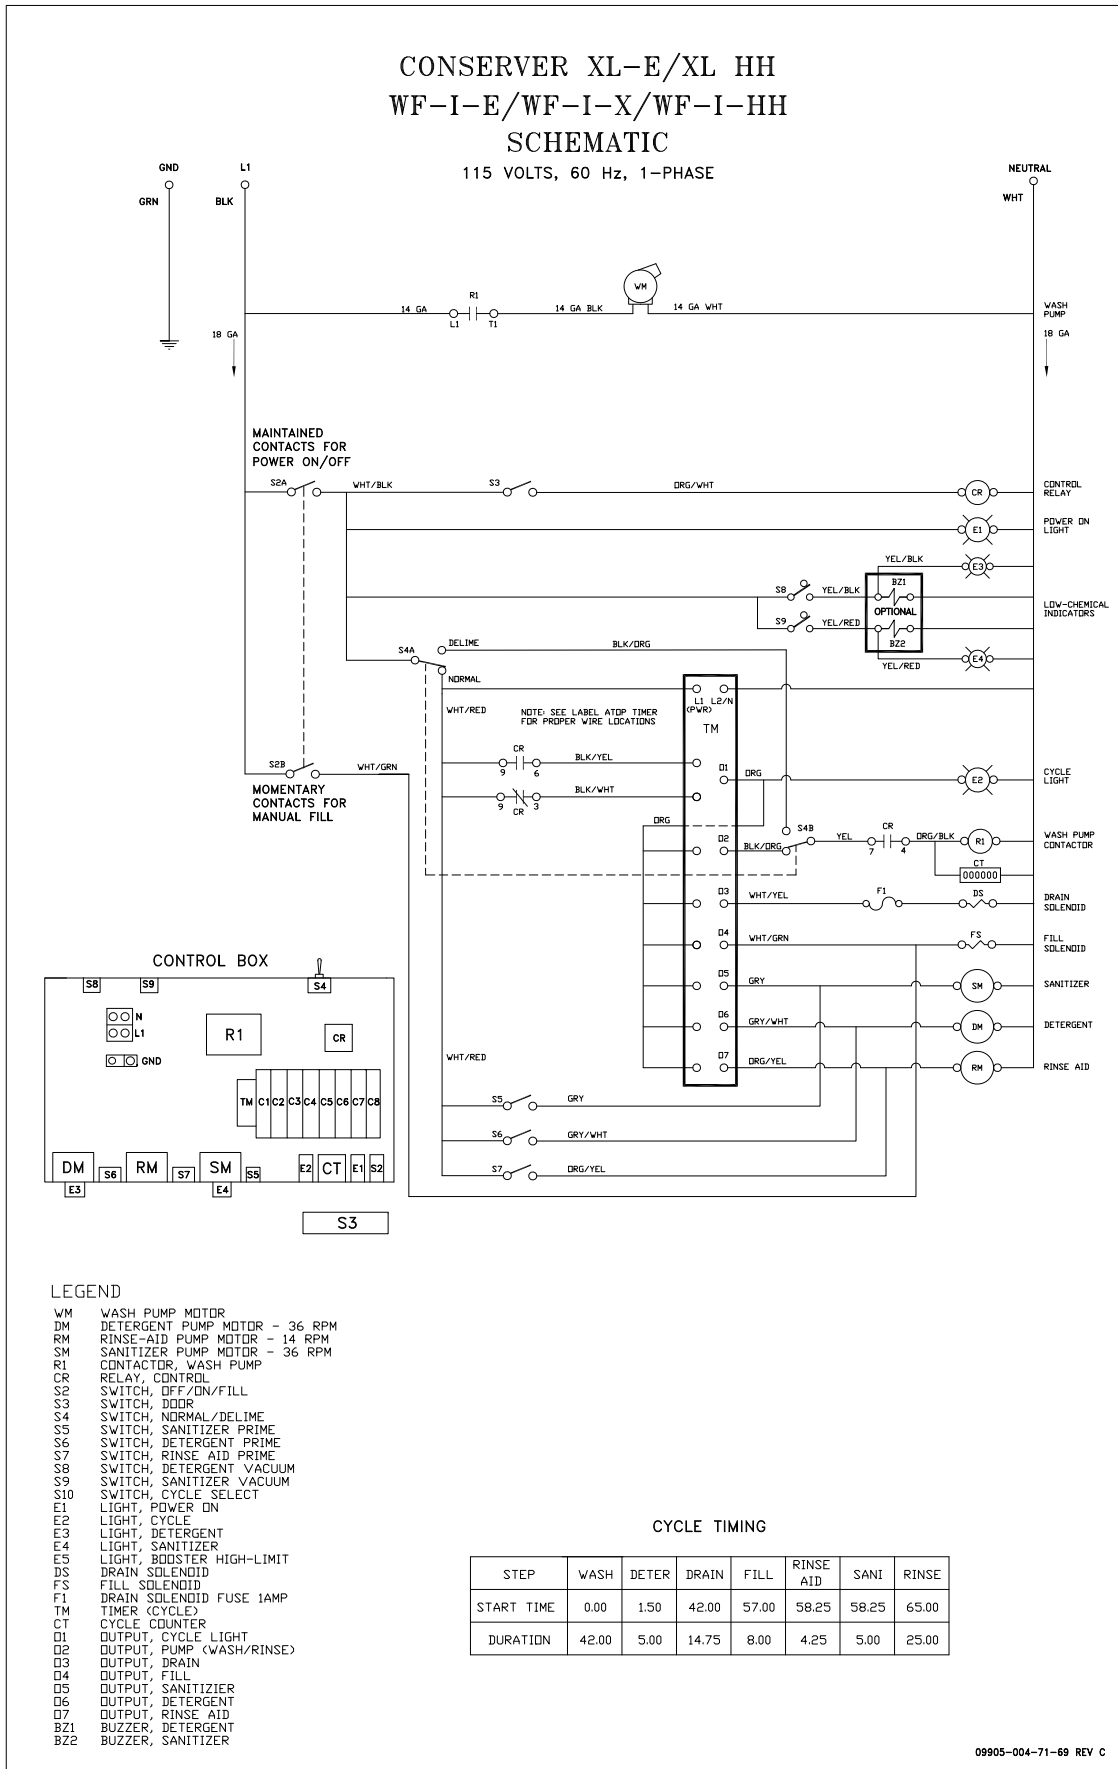 CONSERVER XL-E/XL HH
WF-I-E/WF-I-X/WF-I-HH
SCHEMATIC
115 VOLTS, 60 Hz, 1-PHASE
GND
L1
NEUTRAL
GRN
BLK
WHT
WM
R1
14 GA
14 GA BLK
14 GA WHT
L1
T1
WASH
PUMP
18 GA
18 GA
MAINTAINED
CONTACTS FOR
POWER ON/OFF
S2A
WHT/BLK
S3
ORG/WHT
CR
CONTROL
RELAY
E1
POWER ON
LIGHT
YEL/BLK
E3
S8
YEL/BLK
BZ1
OPTIONAL
LOW-CHEMICAL
INDICATORS
S9
YEL/RED
BZ2
YEL/RED
E4
S4A
DELIME
BLK/ORG
NORMAL
WHT/RED
NOTE: SEE LABEL ATOP TIMER
FOR PROPER WIRE LOCATIONS
L1 L2/N
(PWR)
TM
S2B
WHT/GRN
CR
9
6
BLK/YEL
O1
ORG
E2
CYCLE
LIGHT
MOMENTARY
CONTACTS FOR
MANUAL FILL
9
3
CR
BLK/WHT
ORG
O2
BLK/ORG
S4B
YEL
CR
7
4
ORG/BLK
R1
WASH PUMP
CONTACTOR
CT
000000
O3
WHT/YEL
F1
DS
DRAIN
SOLENOID
O4
WHT/GRN
FS
FILL
SOLENOID
O5
GRY
SM
SANITIZER
O6
GRY/WHT
DM
DETERGENT
WHT/RED
O7
ORG/YEL
RM
RINSE AID
S5
GRY
S6
GRY/WHT
S7
ORG/YEL
CONTROL BOX
S8
S9
S4
N
L1
GND
R1
CR
TM C1 C2 C3 C4 C5 C6 C7 C8
DM S6 RM S7 SM S5 E2 CT E1 S2
E3
E4
S3
LEGEND
WM WASH PUMP MOTOR
DM DETERGENT PUMP MOTOR - 36 RPM
RM RINSE-AID PUMP MOTOR - 14 RPM
SM SANITIZER PUMP MOTOR - 36 RPM
R1 CONTACTOR, WASH PUMP
CR RELAY, CONTROL
S2 SWITCH, OFF/ON/FILL
S3 SWITCH, DOOR
S4 SWITCH, NORMAL/DELIME
S5 SWITCH, SANITIZER PRIME
S6 SWITCH, DETERGENT PRIME
S7 SWITCH, RINSE AID PRIME
S8 SWITCH, DETERGENT VACUUM
S9 SWITCH, SANITIZER VACUUM
S10 SWITCH, CYCLE SELECT
E1 LIGHT, POWER ON
E2 LIGHT, CYCLE
E3 LIGHT, DETERGENT
E4 LIGHT, SANITIZER
E5 LIGHT, BOOSTER HIGH-LIMIT
DS DRAIN SOLENOID
FS FILL SOLENOID
F1 DRAIN SOLENOID FUSE 1AMP
TM TIMER (CYCLE)
CT CYCLE COUNTER
O1 OUTPUT, CYCLE LIGHT
O2 OUTPUT, PUMP (WASH/RINSE)
O3 OUTPUT, DRAIN
O4 OUTPUT, FILL
O5 OUTPUT, SANITIZIER
O6 OUTPUT, DETERGENT
O7 OUTPUT, RINSE AID
BZ1 BUZZER, DETERGENT
BZ2 BUZZER, SANITIZER
CYCLE TIMING
STEP WASH DETER DRAIN FILL RINSE AID SANI RINSE
START TIME 0.00 1.50 42.00 57.00 58.25 58.25 65.00
DURATION 42.00 5.00 14.75 8.00 4.25 5.00 25.00
09905-004-71-69 REV C